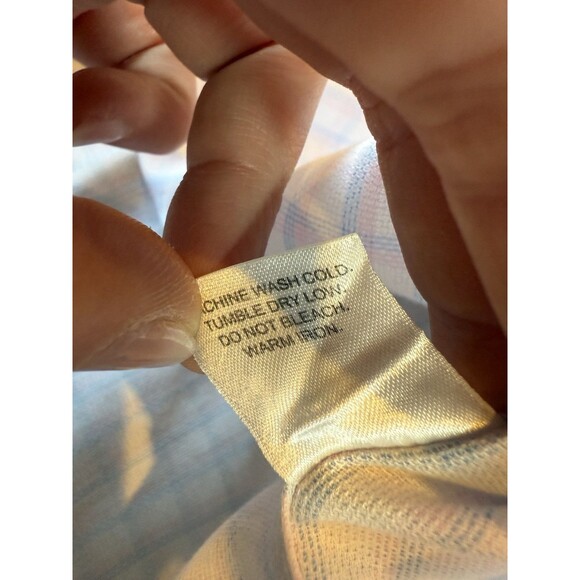 ACHINE WASH COLD.
TUMBLE DRY LOW.
DO NOT BLEACH.
WARM IRON.